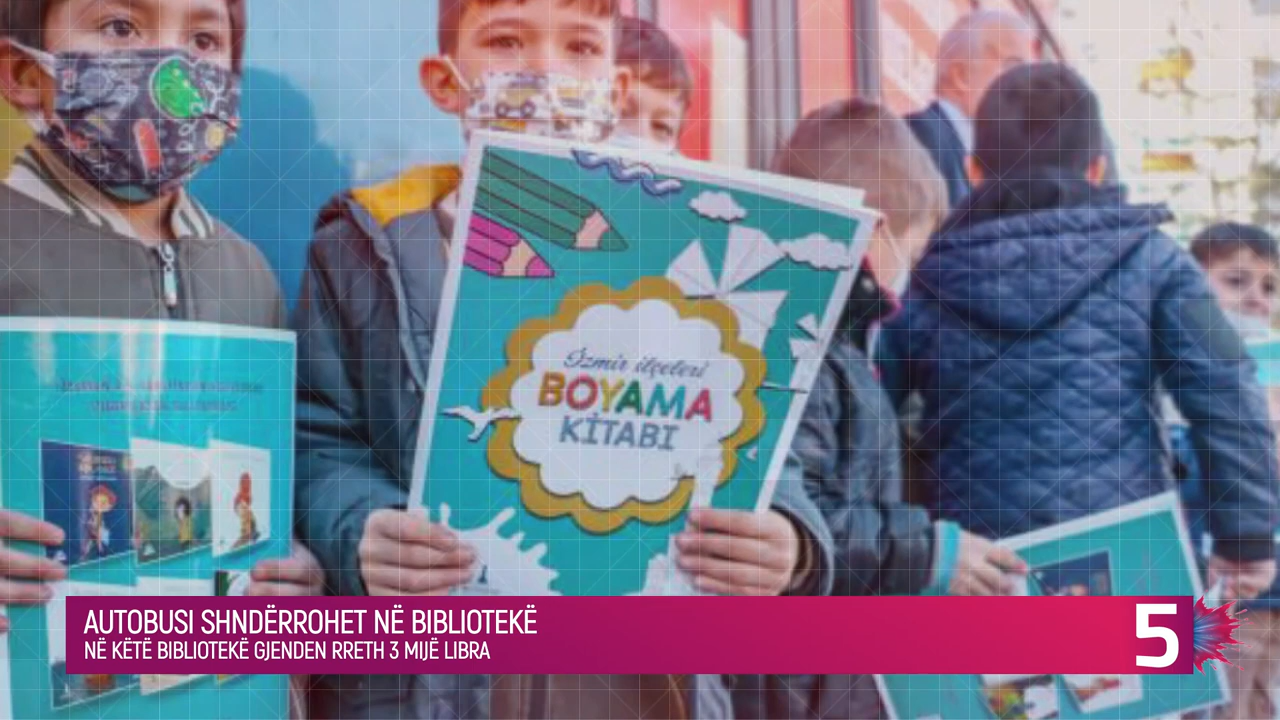 İzmir ilçeleri
BOYAMA
KİTABI
AUTOBUSI SHNDËRROHET NË BIBLIOTEKË
NË KËTË BIBLIOTEKË GJENDEN RRETH 3 MIJË LIBRA
5